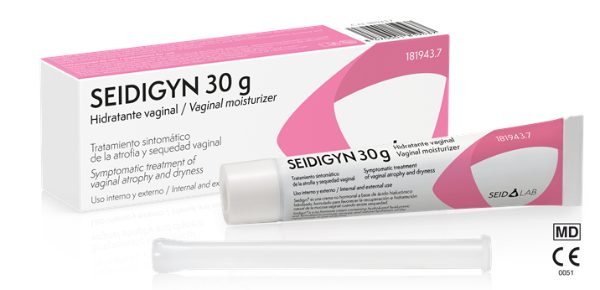 181943.7
SEIDIGYN 30 g
Hidratante vaginal / Vaginal moisturizer
Tratamiento sintomático
de la atrofia y sequedad vaginal
Symptomatic treatment of
vaginal atrophy and dryness
Uso interno y externo / Internal and ex
181943.7
SEIDIGYN 30 g
Hidratante vaginal
Vaginal moisturizer
Tratamiento sintomático
de la atrofia y sequedad vaginal
Symptomatic treatment
of vaginal atrophy and dryness
Uso interno y externo / Internal and external use
SEID LAB
MD
CE
0051